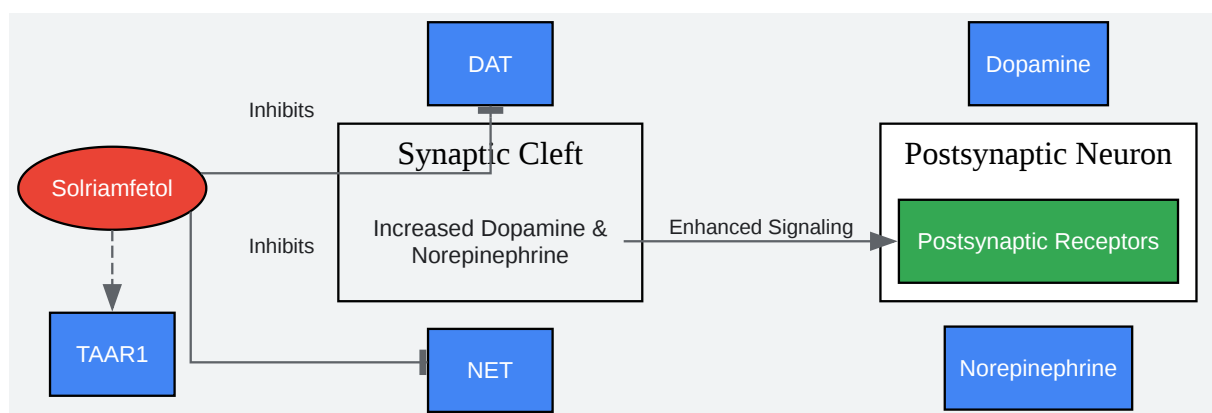 DAT
Dopamine
Inhibits
Synaptic Cleft
Postsynaptic Neuron
Solriamfetol
Increased Dopamine &
Norepinephrine
Inhibits
Enhanced Signaling
Postsynaptic Receptors
TAAR1
NET
Norepinephrine